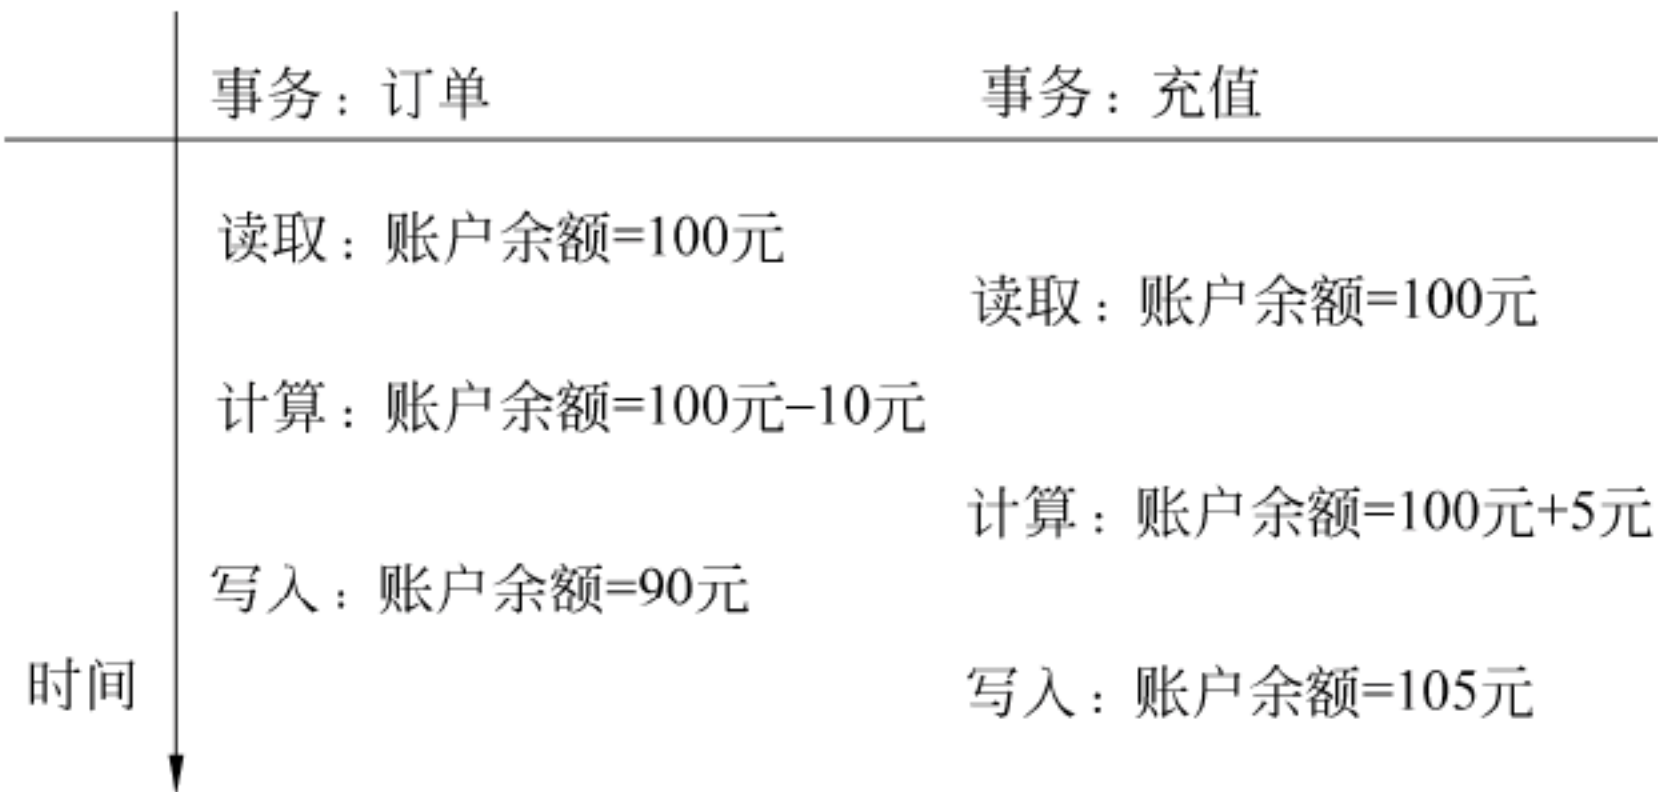 事务：订单 事务：充值
读取：账户余额=100元
读取：账户余额=100元
计算：账户余额=100元–10元
计算：账户余额=100元+5元
写入：账户余额=90元
时间
写入：账户余额=105元